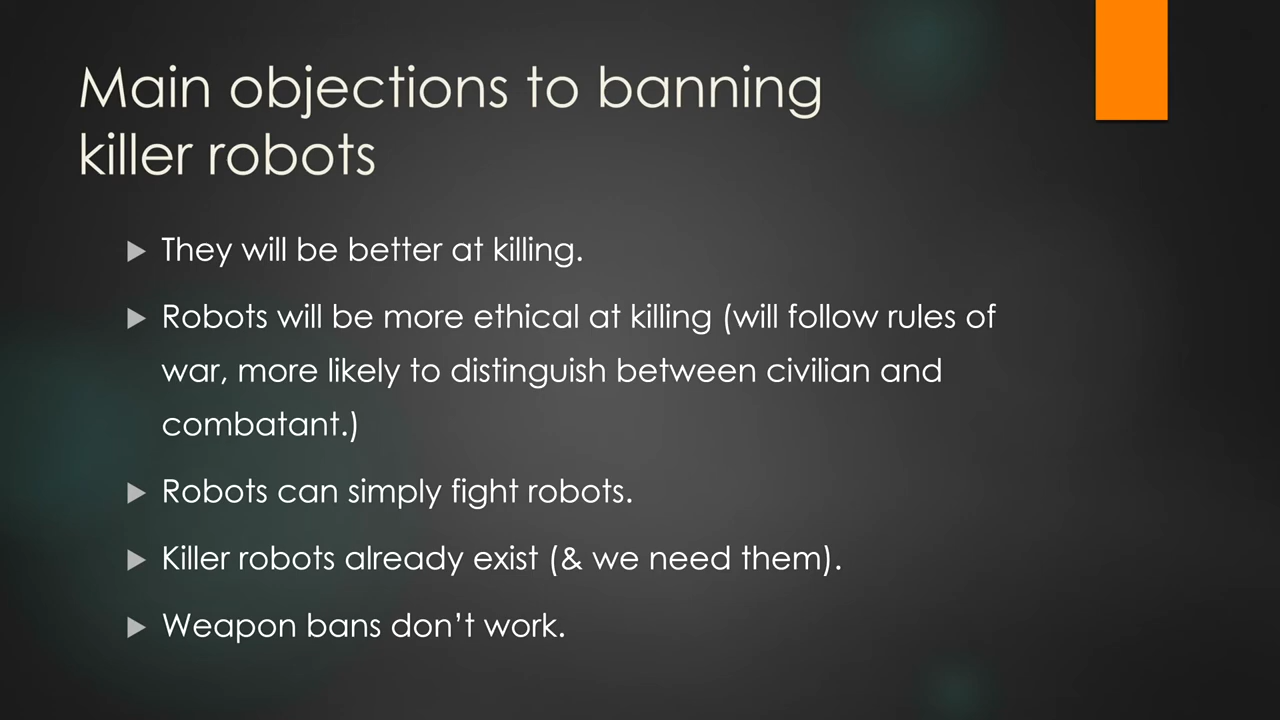 Main objections to banning
killer robots
They will be better at killing.
Robots will be more ethical at killing (will follow rules of
war, more likely to distinguish between civilian and
combatant.)
Robots can simply fight robots.
Killer robots already exist (& we need them).
Weapon bans don’t work.